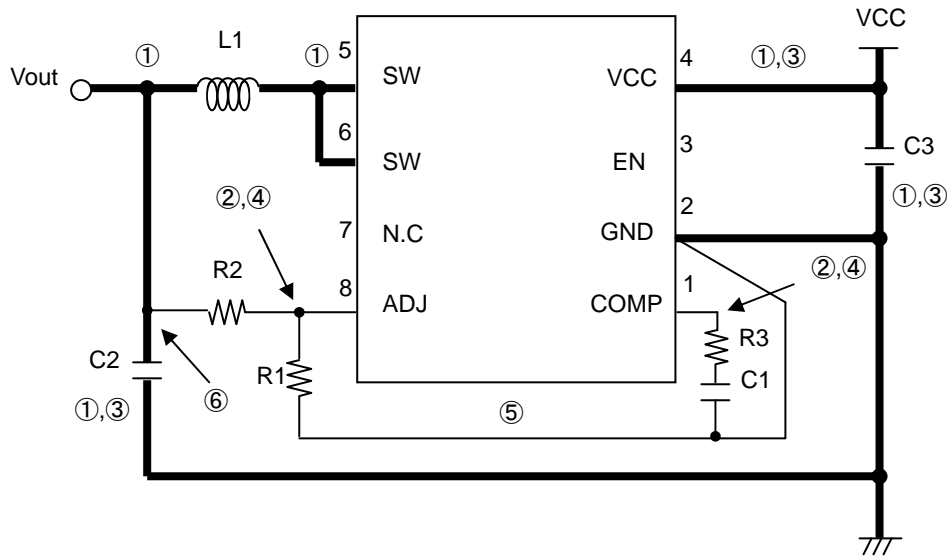 VCC
L1
①
①
5
4
①,③
Vout
SW
VCC
6
3
C3
SW
EN
①,③
②,④
7
2
N.C
GND
②,④
R2
8
1
ADJ
COMP
R3
C2
R1
C1
⑥
①,③
⑤